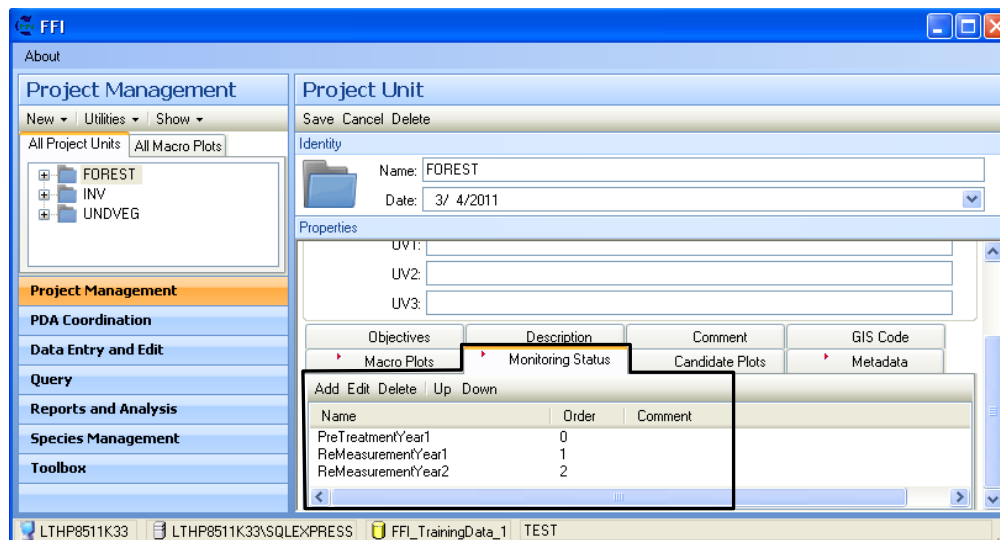 FFI
About
Project Management
New Utilities Show
All Project Units All Macro Plots
FOREST
INV
UNDVEG
Project Management
PDA Coordination
Data Entry and Edit
Query
Reports and Analysis
Species Management
Toolbox
Project Unit
Save Cancel Delete
Identity
Name: FOREST
Date: 3/ 4/2011
Properties
UV1:
UV2:
UV3:
Objectives Description Comment GIS Code
Macro Plots Monitoring Status Candidate Plots Metadata
Add Edit Delete Up Down
Name Order Comment
PreTreatmentYear1 0
ReMeasurementYear1 1
ReMeasurementYear2 2
LTHP8511K33 LTHP8511K33\SQLEXPRESS FFI_TrainingData_1 TEST